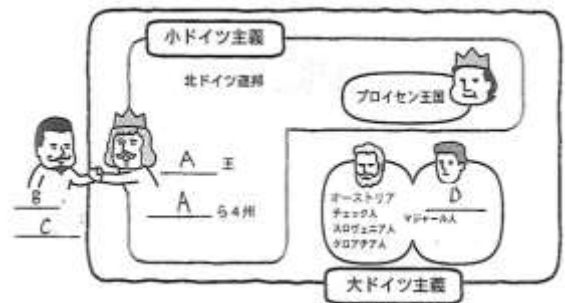 小ドイツ主義
北ドイツ連邦
プロイセン王国
A 王
A ら4州
B
C
オーストリア
チェック人
スロヴェニア人
クロアチア人
D
マジャール人
大ドイツ主義